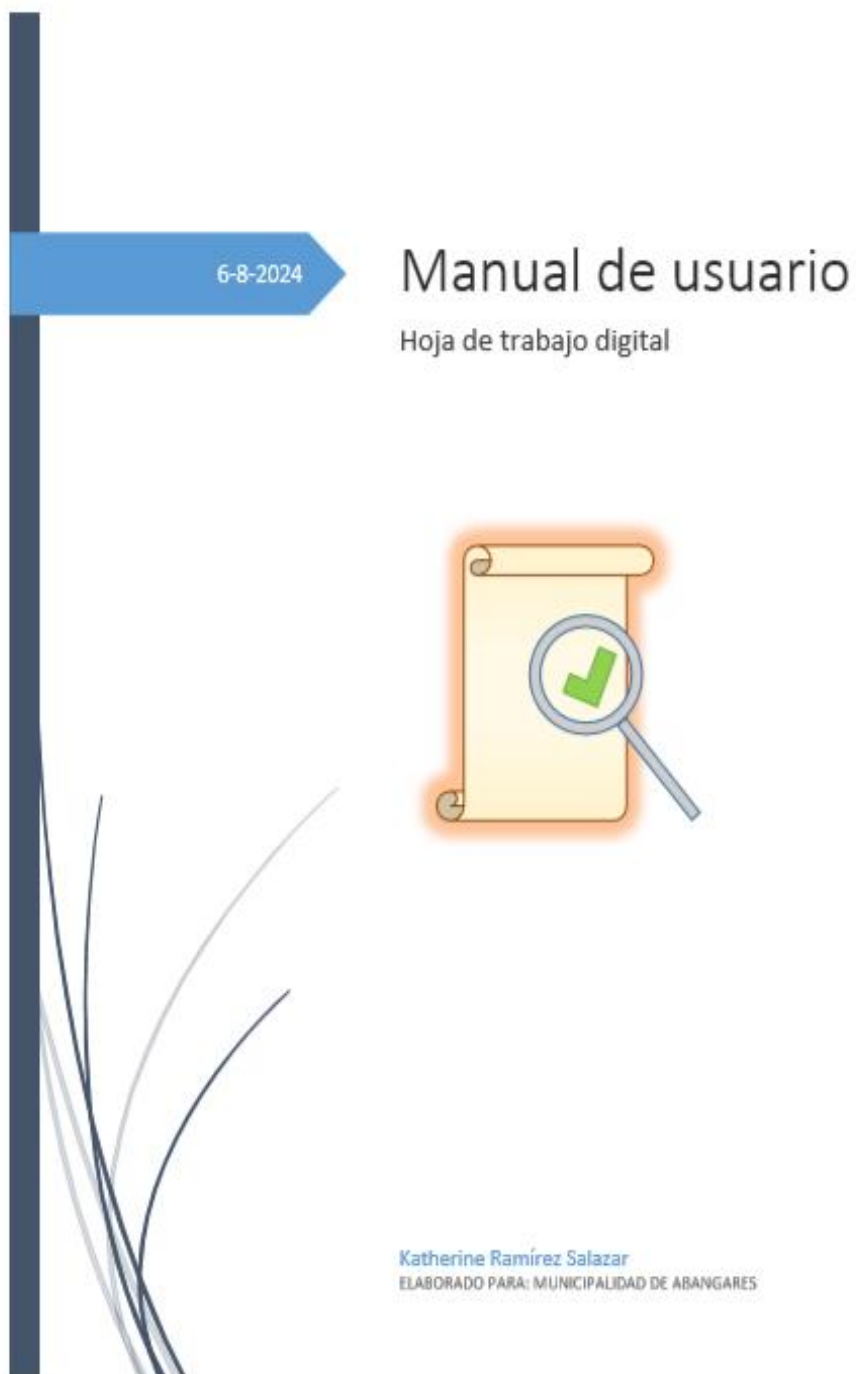 6-8-2024
Manual de usuario
Hoja de trabajo digital
Katherine Ramírez Salazar
ELABORADO PARA: MUNICIPALIDAD DE ABANGARES